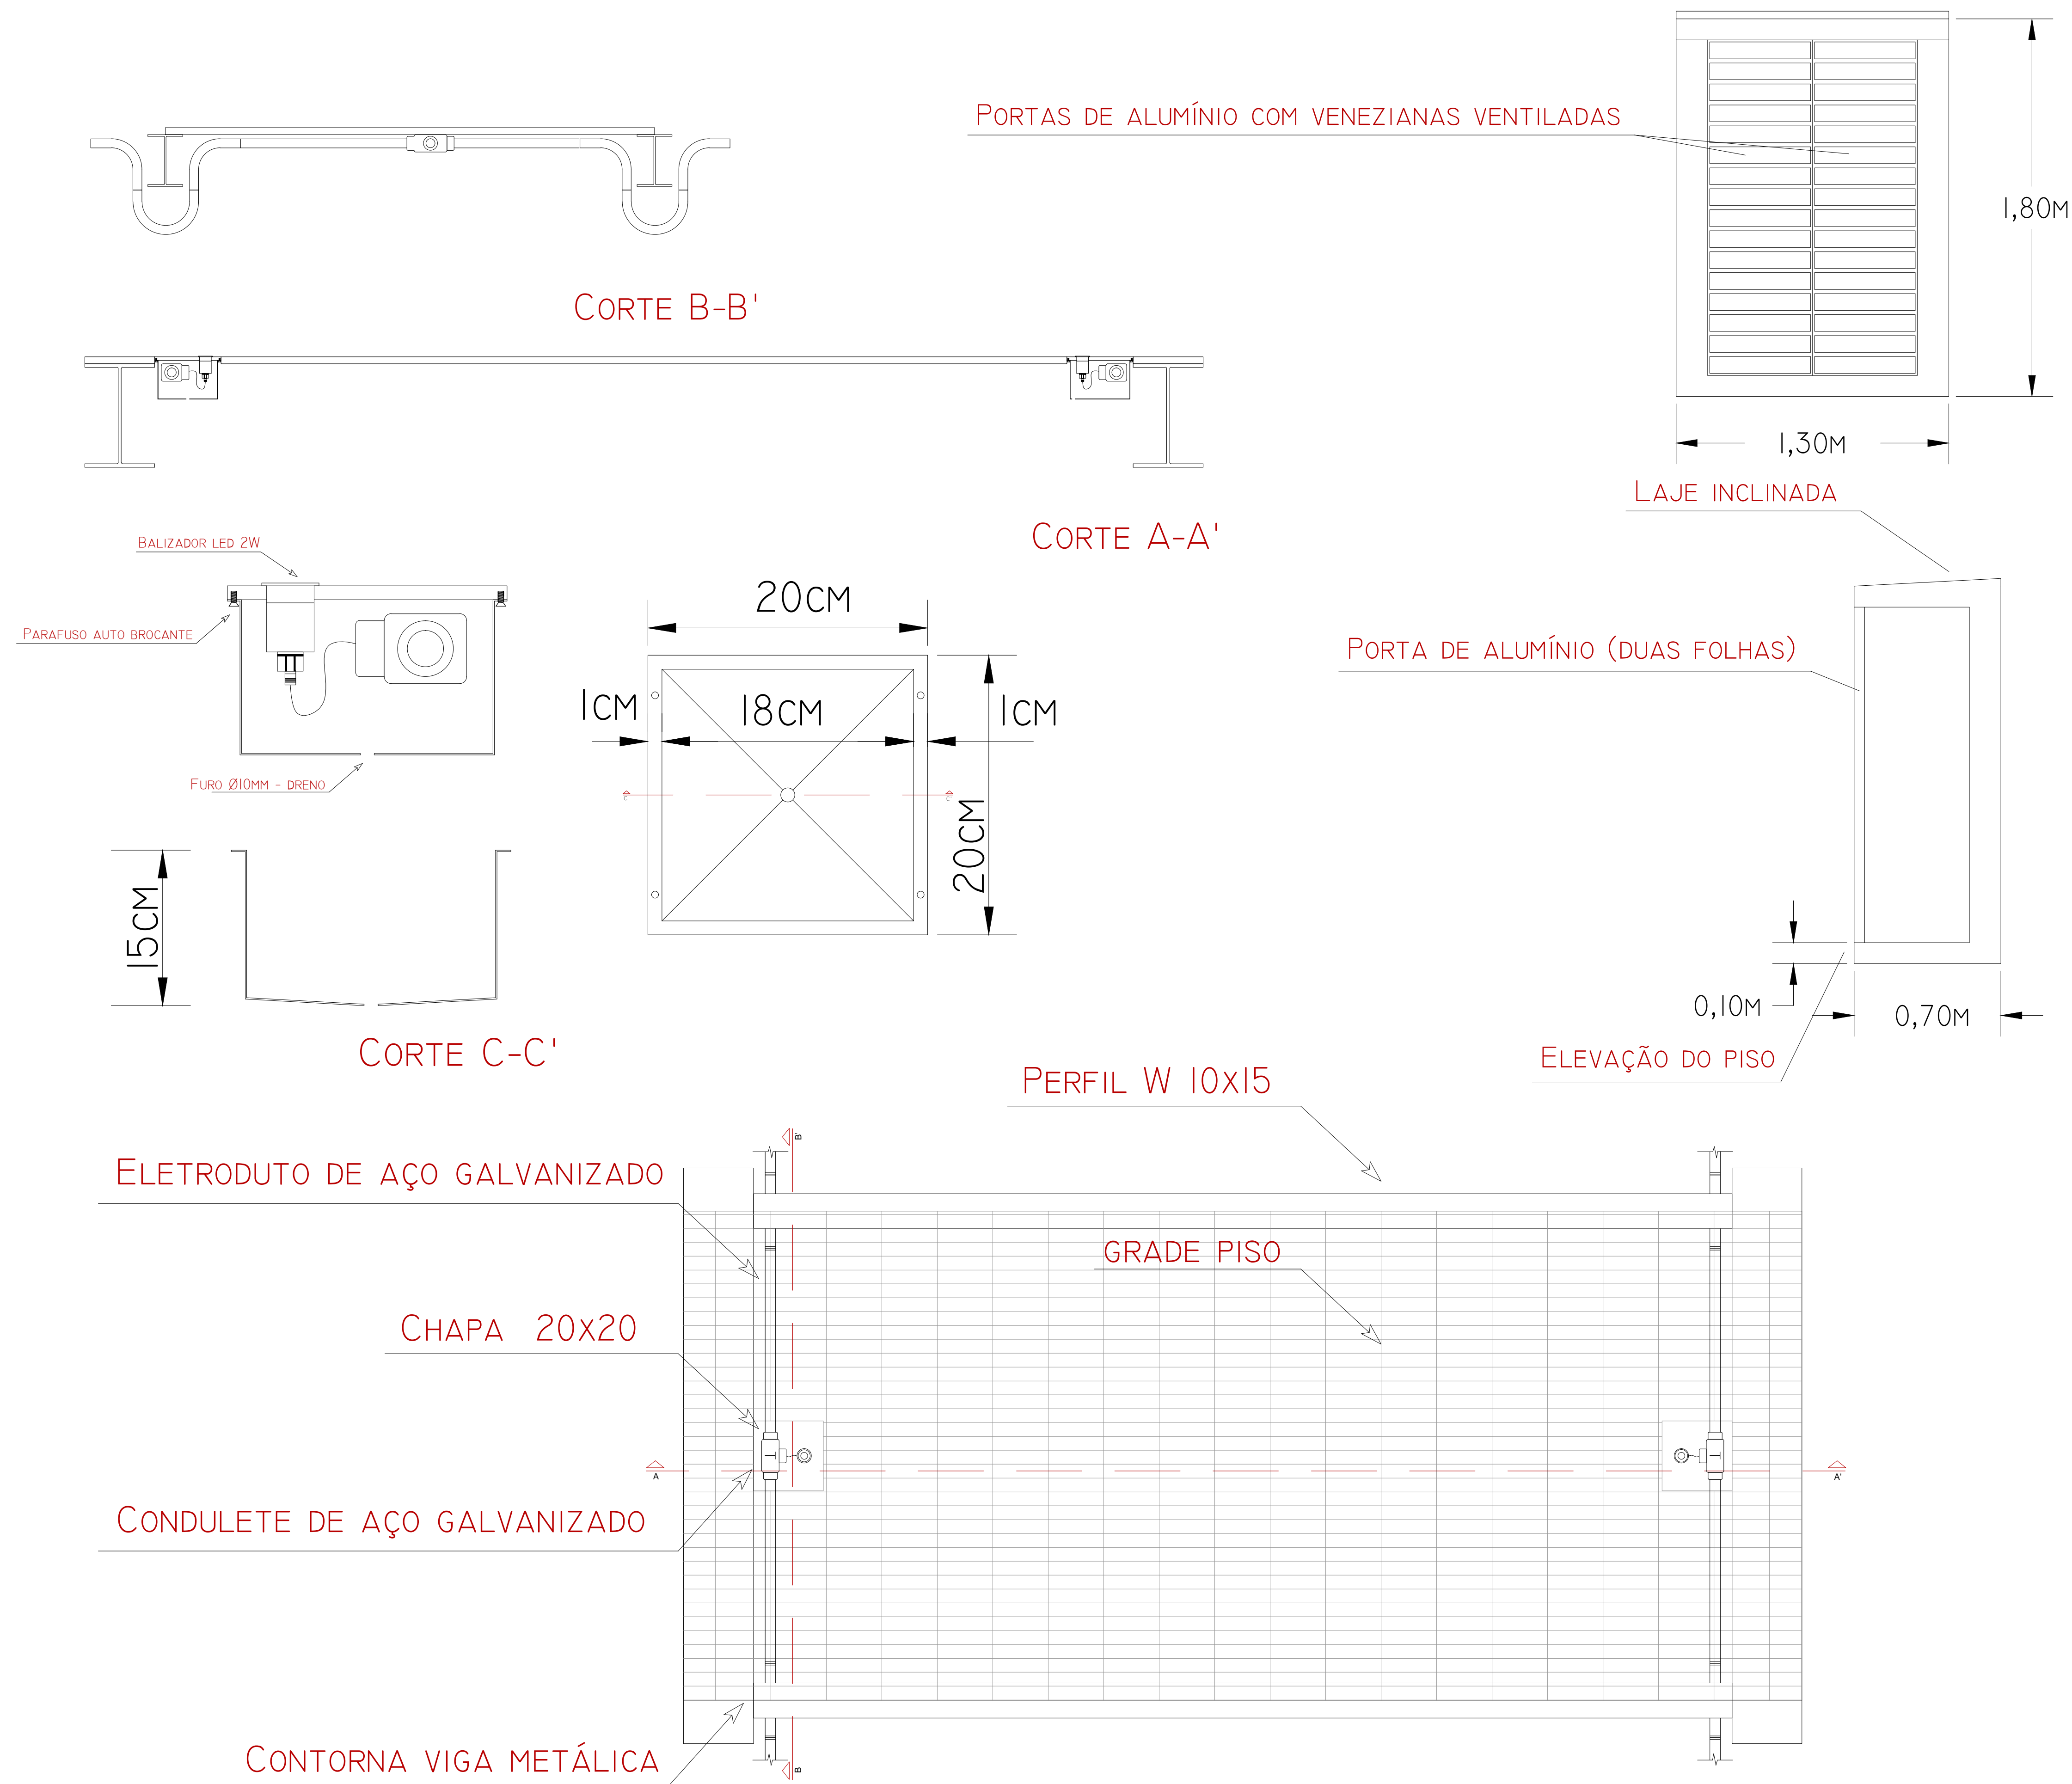 Portas de alumínio com venezianas ventiladas
1,80m
Corte B-B'
1,30m
Laje inclinada
Corte A-A'
Balizador led 2W
20cm
Parafuso auto brocante
Porta de alumínio (duas folhas)
1cm
18cm
1cm
Furo Ø10mm - dreno
C
C'
20cm
15cm
0,10m
0,70m
Corte C-C'
Elevação do piso
Perfil W 10x15
B'
Eletroduto de aço galvanizado
grade piso
Chapa 20x20
A
A'
Condulete de aço galvanizado
Contorna viga metálica
B